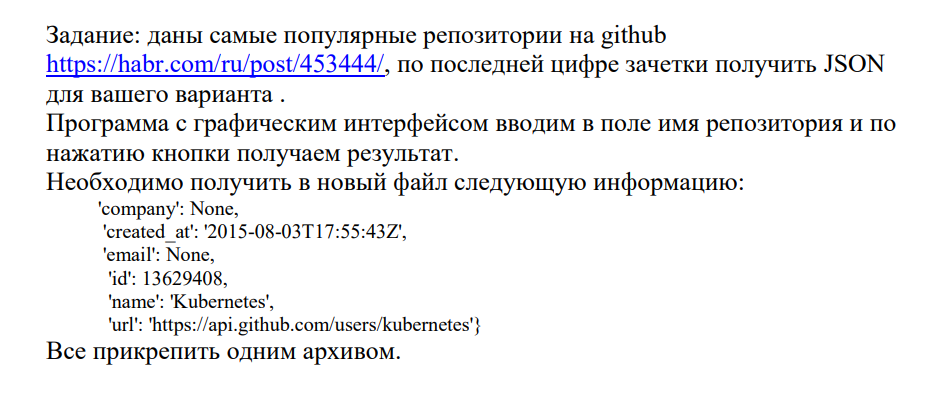 Задание: даны самые популярные репозитории на github
https://habr.com/ru/post/453444/, по последней цифре зачетки получить JSON
для вашего варианта .
Программа с графическим интерфейсом вводим в поле имя репозитория и по
нажатию кнопки получаем результат.
Необходимо получить в новый файл следующую информацию:
'company': None,
'created_at': '2015-08-03T17:55:43Z',
'email': None,
'id': 13629408,
'name': 'Kubernetes',
'url': 'https://api.github.com/users/kubernetes'}
Все прикрепить одним архивом.